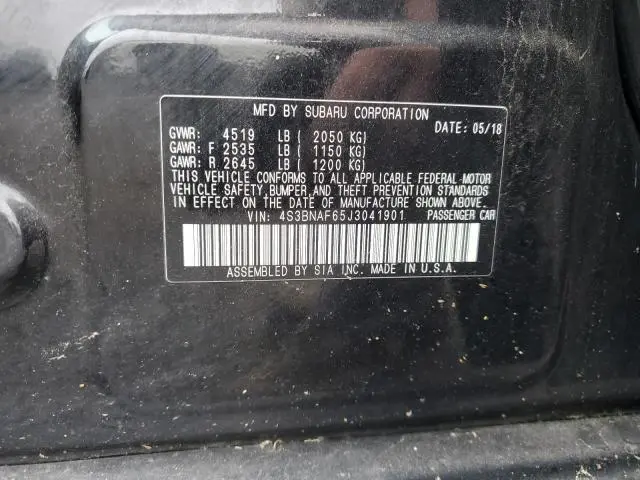 MFD BY SUBARU CORPORATION
DATE: 05/18
GVWR: 4519 LB ( 2050 KG)
GAWR: F 2535 LB ( 1150 KG)
GAWR: R 2645 LB ( 1200 KG)
THIS VEHICLE CONFORMS TO ALL APPLICABLE FEDERAL MOTOR
VEHICLE SAFETY, BUMPER, AND THEFT PREVENTION STANDARDS
IN EFFECT ON THE DATE OF MANUFACTURE SHOWN ABOVE.
VIN: 4S3BNAF65J3041901 PASSENGER CAR
ASSEMBLED BY SIA INC. MADE IN U.S.A.